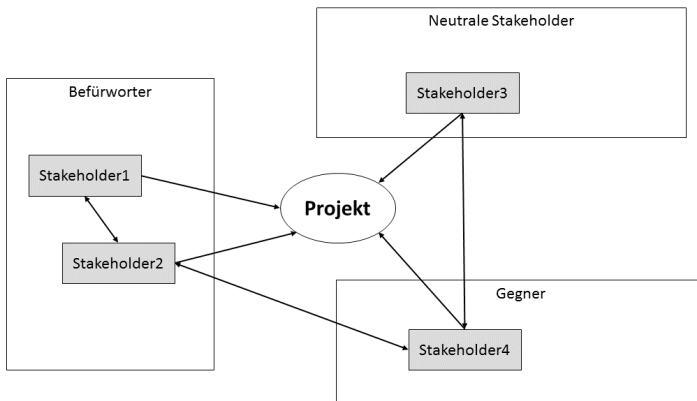 Neutrale Stakeholder
Stakeholder3
Befürworter
Stakeholder1
Projekt
Stakeholder2
Gegner
Stakeholder4